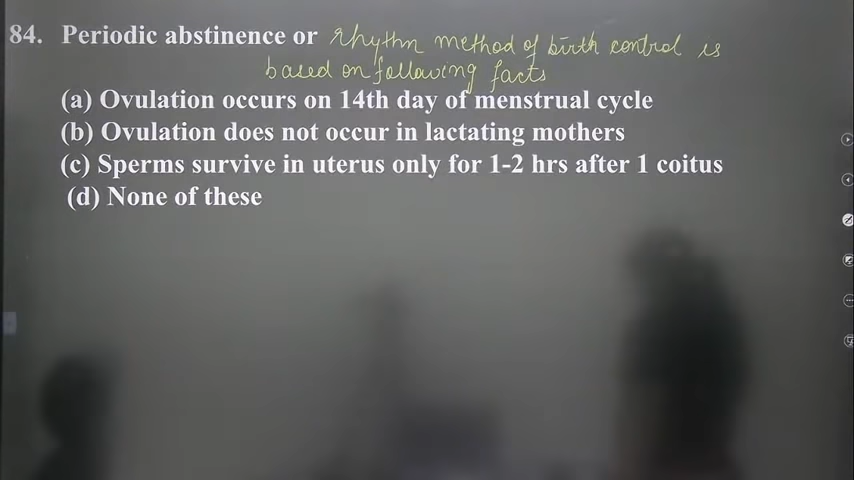 84. Periodic abstinence or rhythm method of birth control is
based on following facts
(a) Ovulation occurs on 14th day of menstrual cycle
(b) Ovulation does not occur in lactating mothers
(c) Sperms survive in uterus only for 1-2 hrs after 1 coitus
(d) None of these